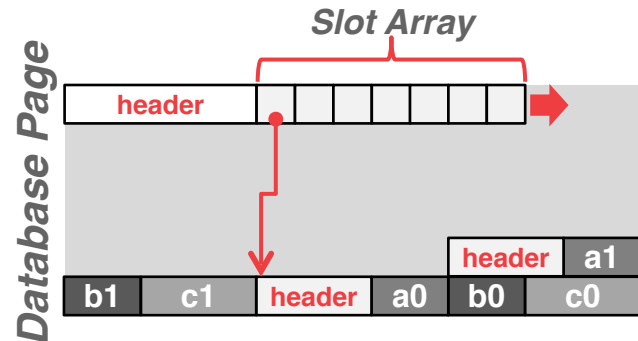 Slot Array
Database Page
header
header a1
b1 c1 header a0 b0 c0